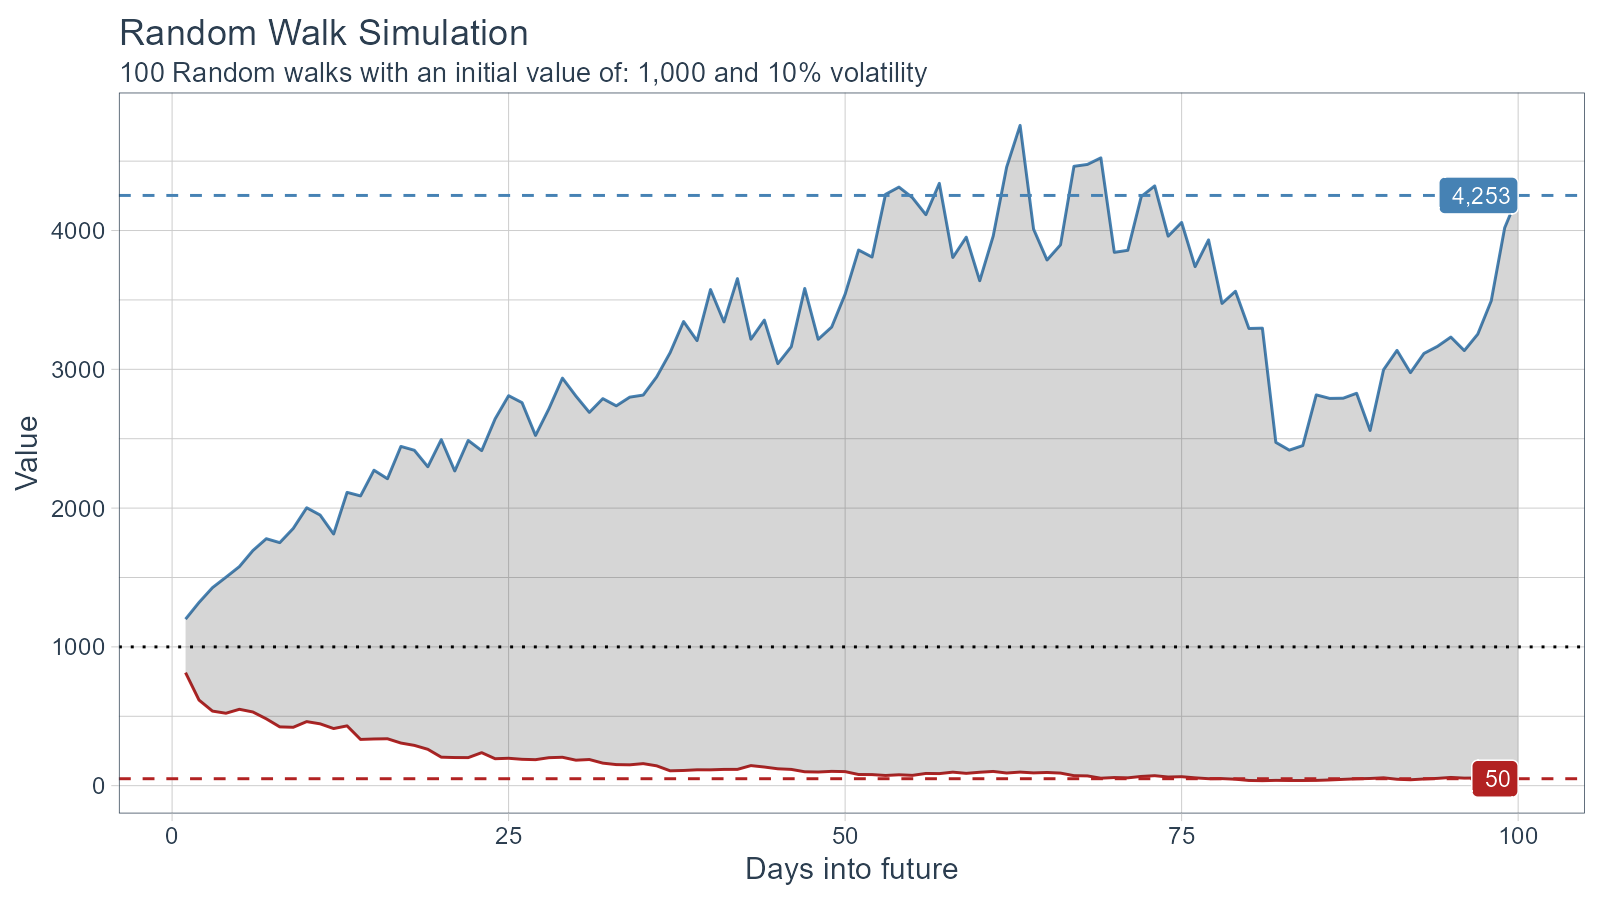 Random Walk Simulation
100 Random walks with an initial value of: 1,000 and 10% volatility
4,253
4000
3000
2000
1000
0
50
Value
0 25 50 75 100
Days into future